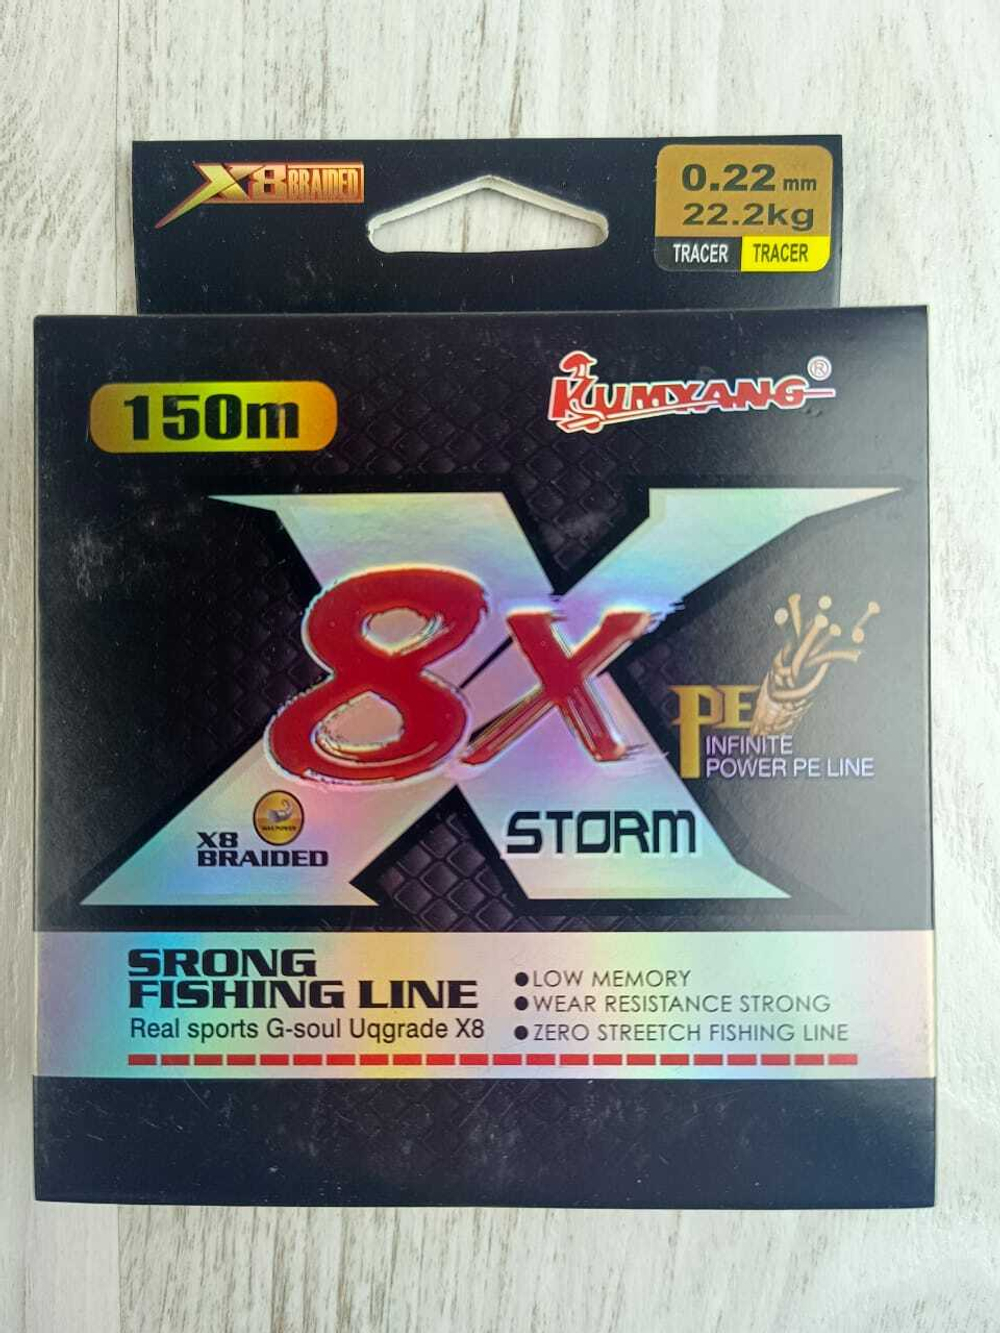 X8 BRAIDED
0.22 mm
22.2kg
TRACER TRACER
150m
KUMYANG®
8X
PE
INFINITE
POWER PE LINE
STORM
X8
BRAIDED
SRONG
FISHING LINE
Real sports G-soul Uqgrade X8
●LOW MEMORY
●WEAR RESISTANCE STRONG
●ZERO STREETCH FISHING LINE